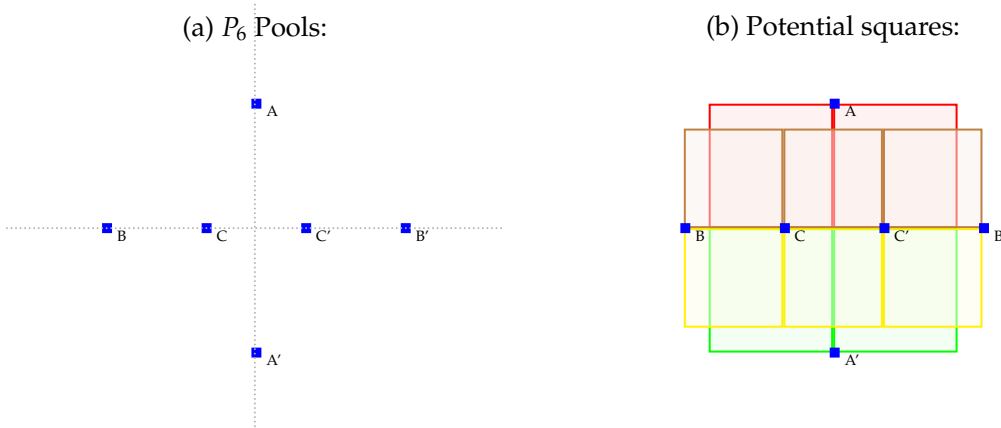 (a) P₆ Pools:
A
B
C
C′
B′
A′
(b) Potential squares:
A
B
C
C′
B
A′